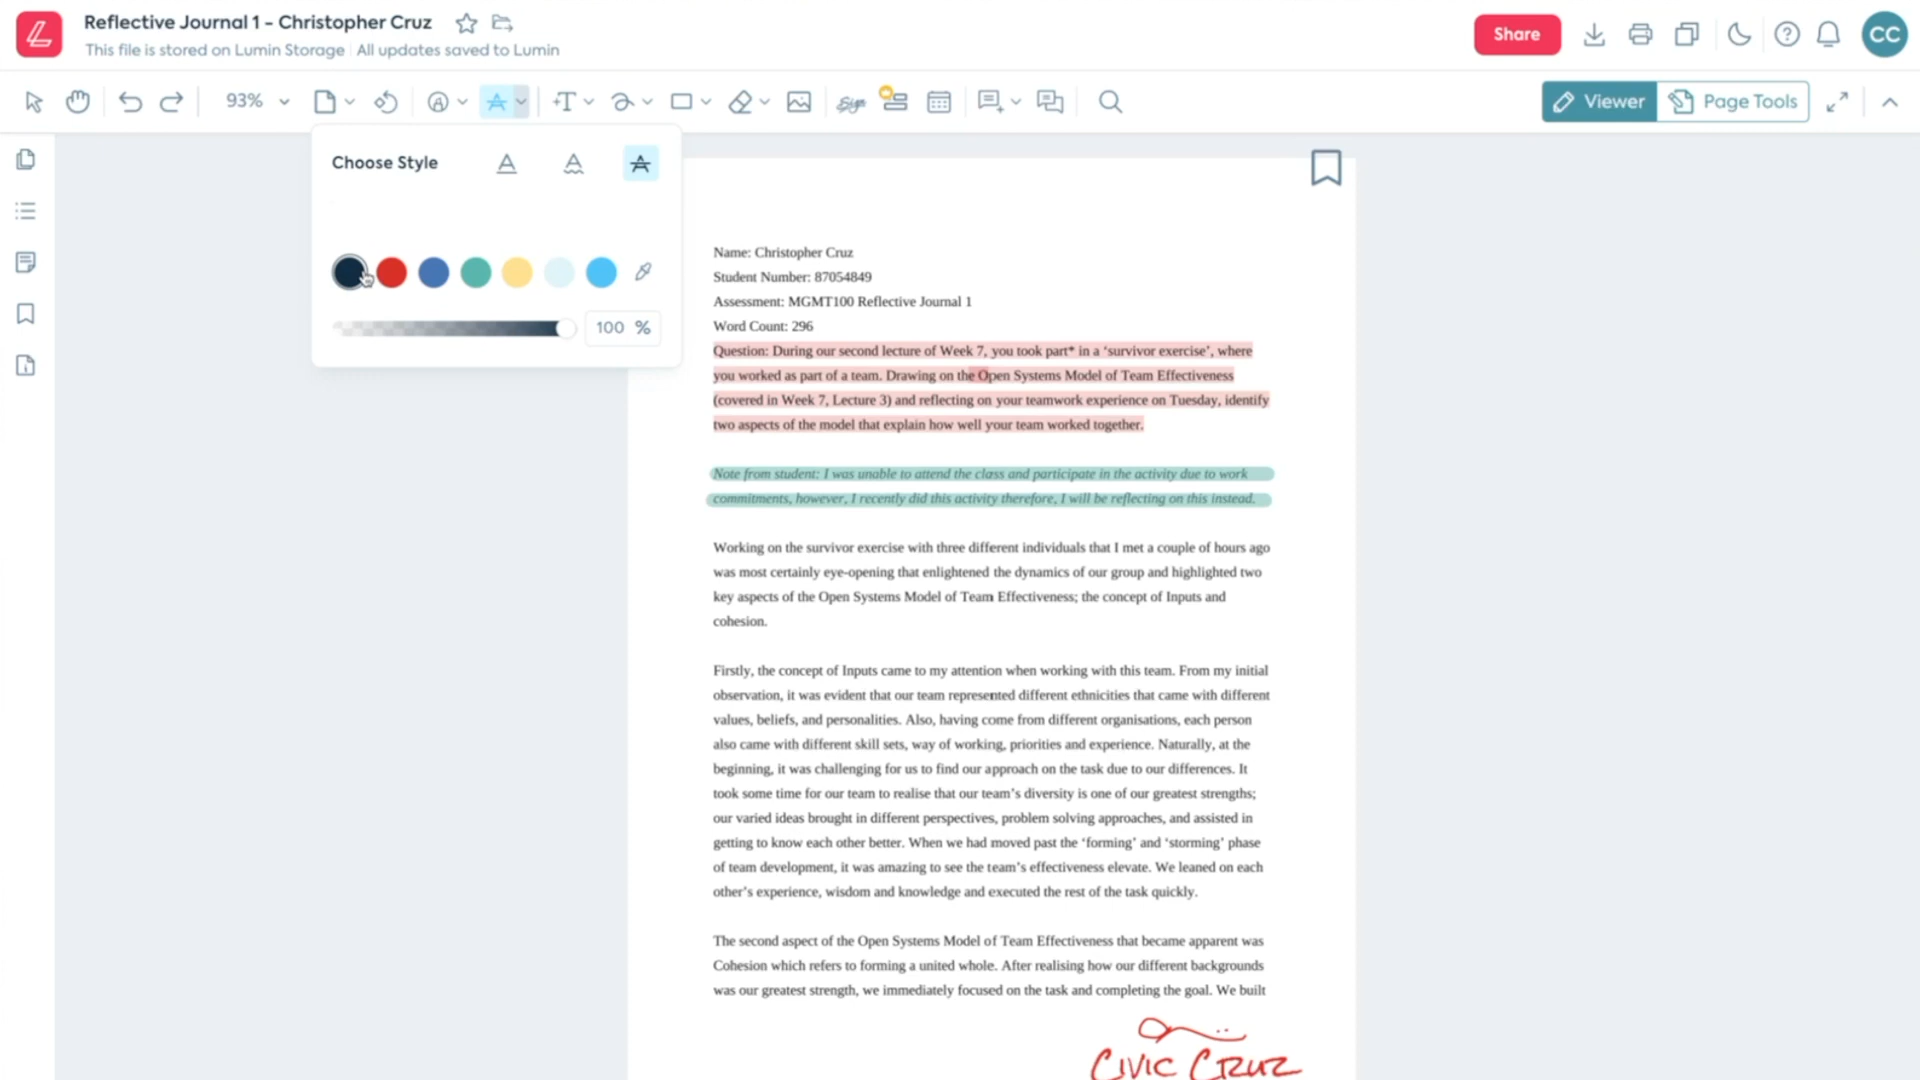 Reflective Journal 1 - Christopher Cruz
This file is stored on Lumin Storage All updates saved to Lumin
Share
CC
93%
Sign
Viewer
Page Tools
Choose Style
100 %
Name: Christopher Cruz
Student Number: 87054849
Assessment: MGMT100 Reflective Journal 1
Word Count: 296
Question: During our second lecture of Week 7, you took part* in a ‘survivor exercise’, where
you worked as part of a team. Drawing on the Open Systems Model of Team Effectiveness
(covered in Week 7, Lecture 3) and reflecting on your teamwork experience on Tuesday, identify
two aspects of the model that explain how well your team worked together.
Note from student: I was unable to attend the class and participate in the activity due to work
commitments, however, I recently did this activity therefore, I will be reflecting on this instead.
Working on the survivor exercise with three different individuals that I met a couple of hours ago
was most certainly eye-opening that enlightened the dynamics of our group and highlighted two
key aspects of the Open Systems Model of Team Effectiveness; the concept of Inputs and
cohesion.
Firstly, the concept of Inputs came to my attention when working with this team. From my initial
observation, it was evident that our team represented different ethnicities that came with different
values, beliefs, and personalities. Also, having come from different organisations, each person
also came with different skill sets, way of working, priorities and experience. Naturally, at the
beginning, it was challenging for us to find our approach on the task due to our differences. It
took some time for our team to realise that our team’s diversity is one of our greatest strengths;
our varied ideas brought in different perspectives, problem solving approaches, and assisted in
getting to know each other better. When we had moved past the ‘forming’ and ‘storming’ phase
of team development, it was amazing to see the team’s effectiveness elevate. We leaned on each
other’s experience, wisdom and knowledge and executed the rest of the task quickly.
The second aspect of the Open Systems Model of Team Effectiveness that became apparent was
Cohesion which refers to forming a united whole. After realising how our different backgrounds
was our greatest strength, we immediately focused on the task and completing the goal. We built
CIVIC CRUZ